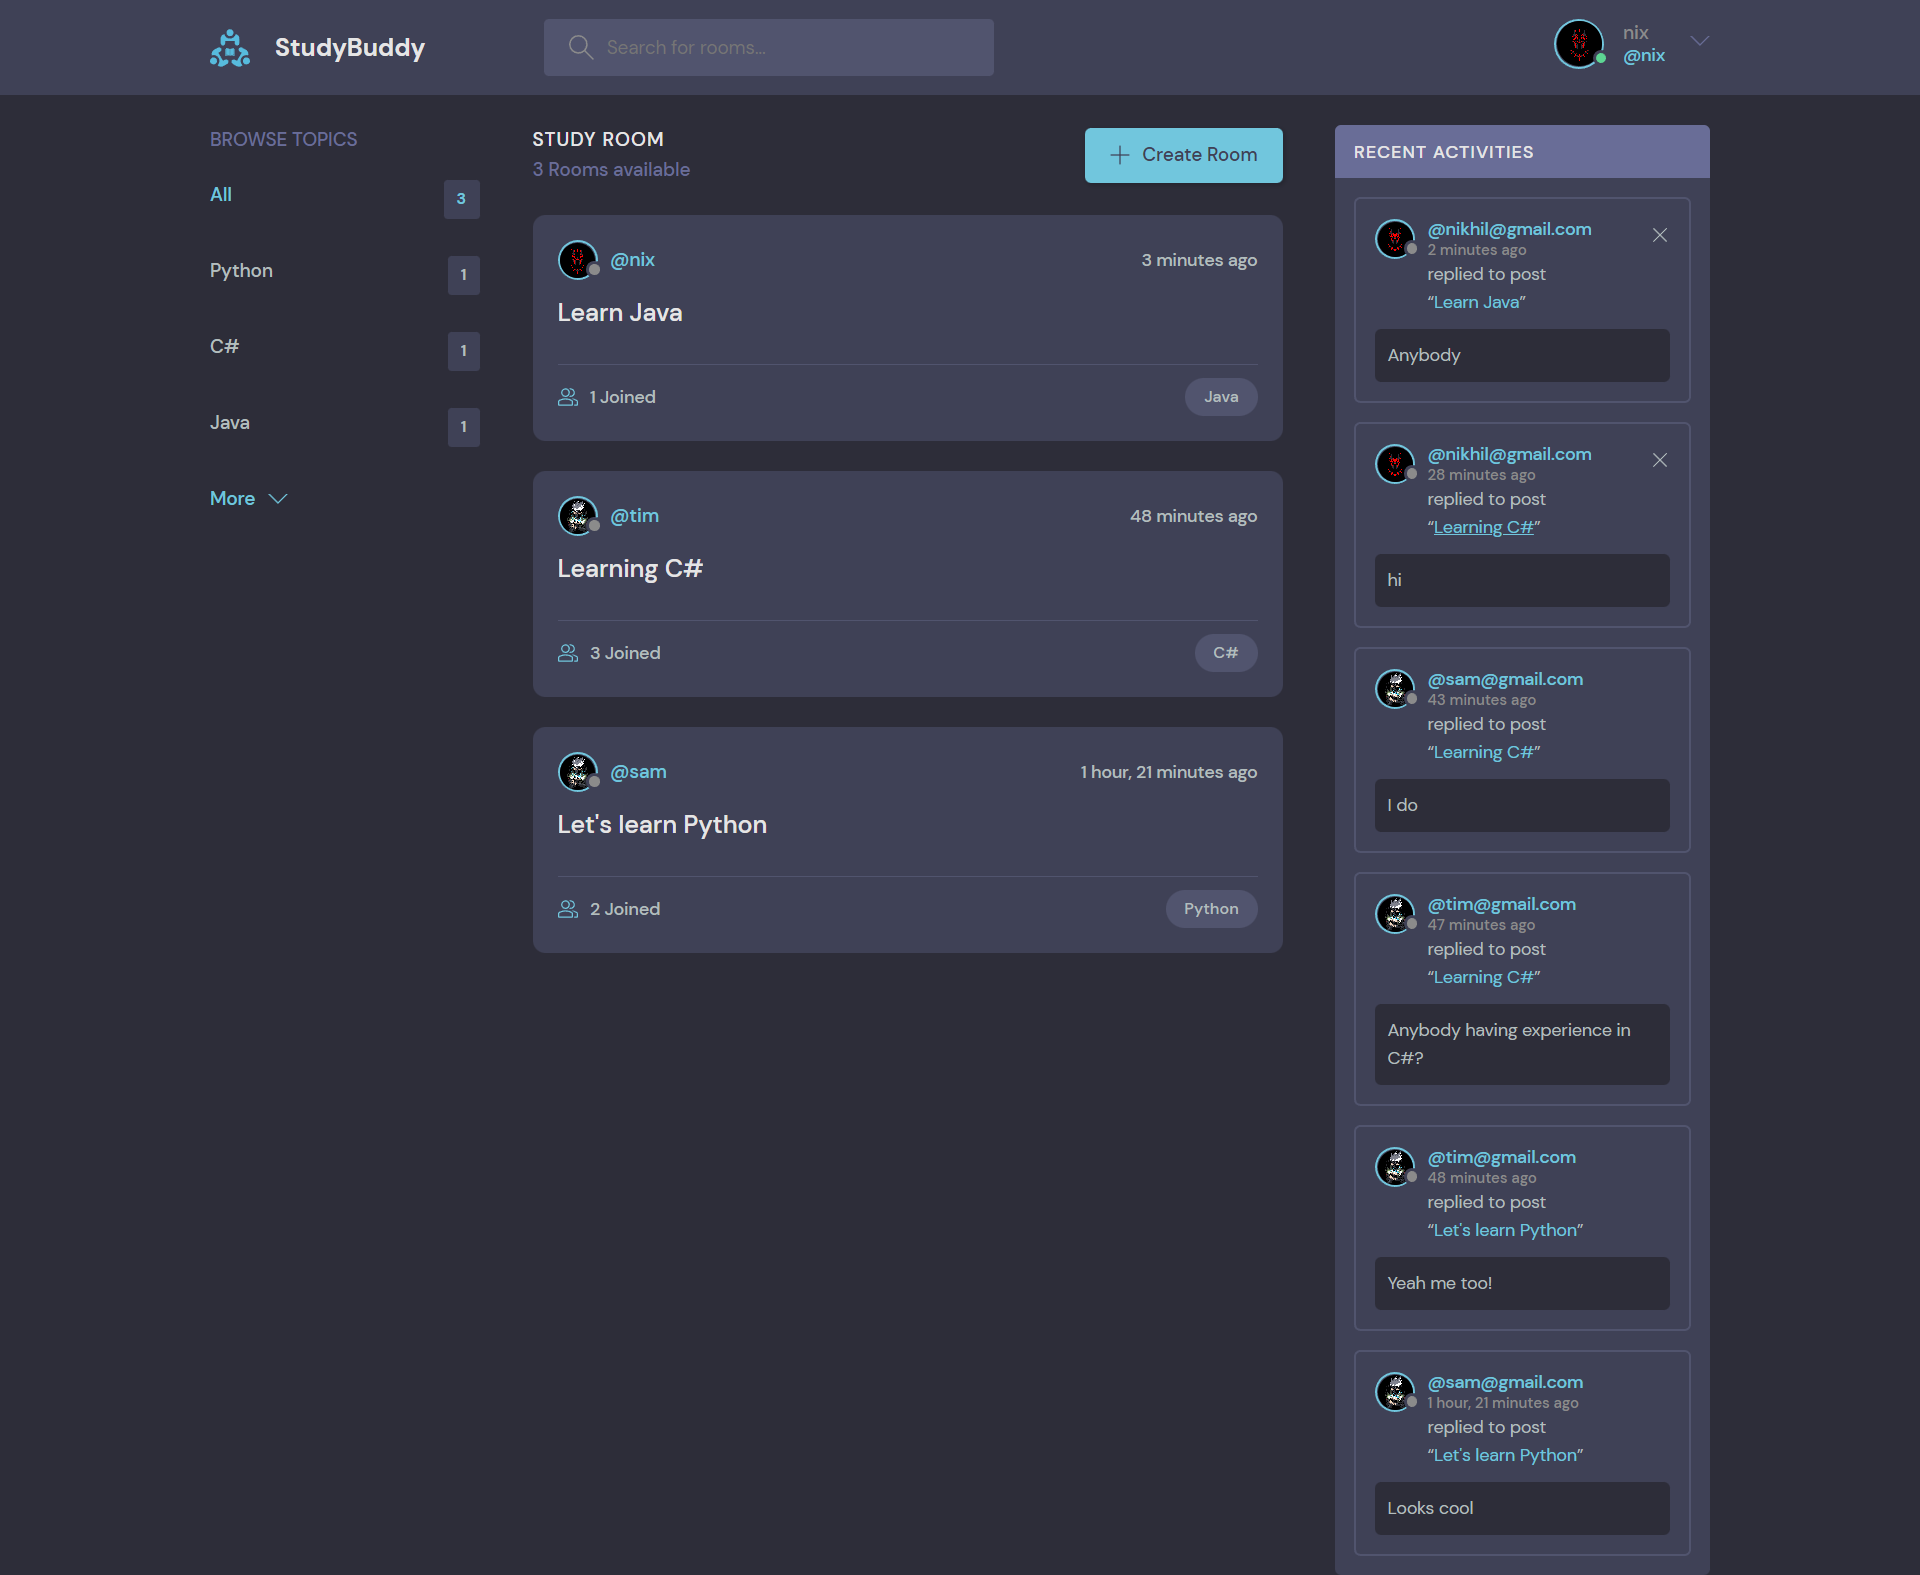 StudyBuddy
Search for rooms...
nix
@nix
BROWSE TOPICS
All
3
Python
1
C#
1
Java
1
More
STUDY ROOM
3 Rooms available
Create Room
@nix
3 minutes ago
Learn Java
1 Joined
Java
@tim
48 minutes ago
Learning C#
3 Joined
C#
@sam
1 hour, 21 minutes ago
Let's learn Python
2 Joined
Python
RECENT ACTIVITIES
@nikhil@gmail.com
2 minutes ago
replied to post
“Learn Java”
Anybody
@nikhil@gmail.com
28 minutes ago
replied to post
“Learning C#”
hi
@sam@gmail.com
43 minutes ago
replied to post
“Learning C#”
I do
@tim@gmail.com
47 minutes ago
replied to post
“Learning C#”
Anybody having experience in
C#?
@tim@gmail.com
48 minutes ago
replied to post
“Let's learn Python”
Yeah me too!
@sam@gmail.com
1 hour, 21 minutes ago
replied to post
“Let's learn Python”
Looks cool